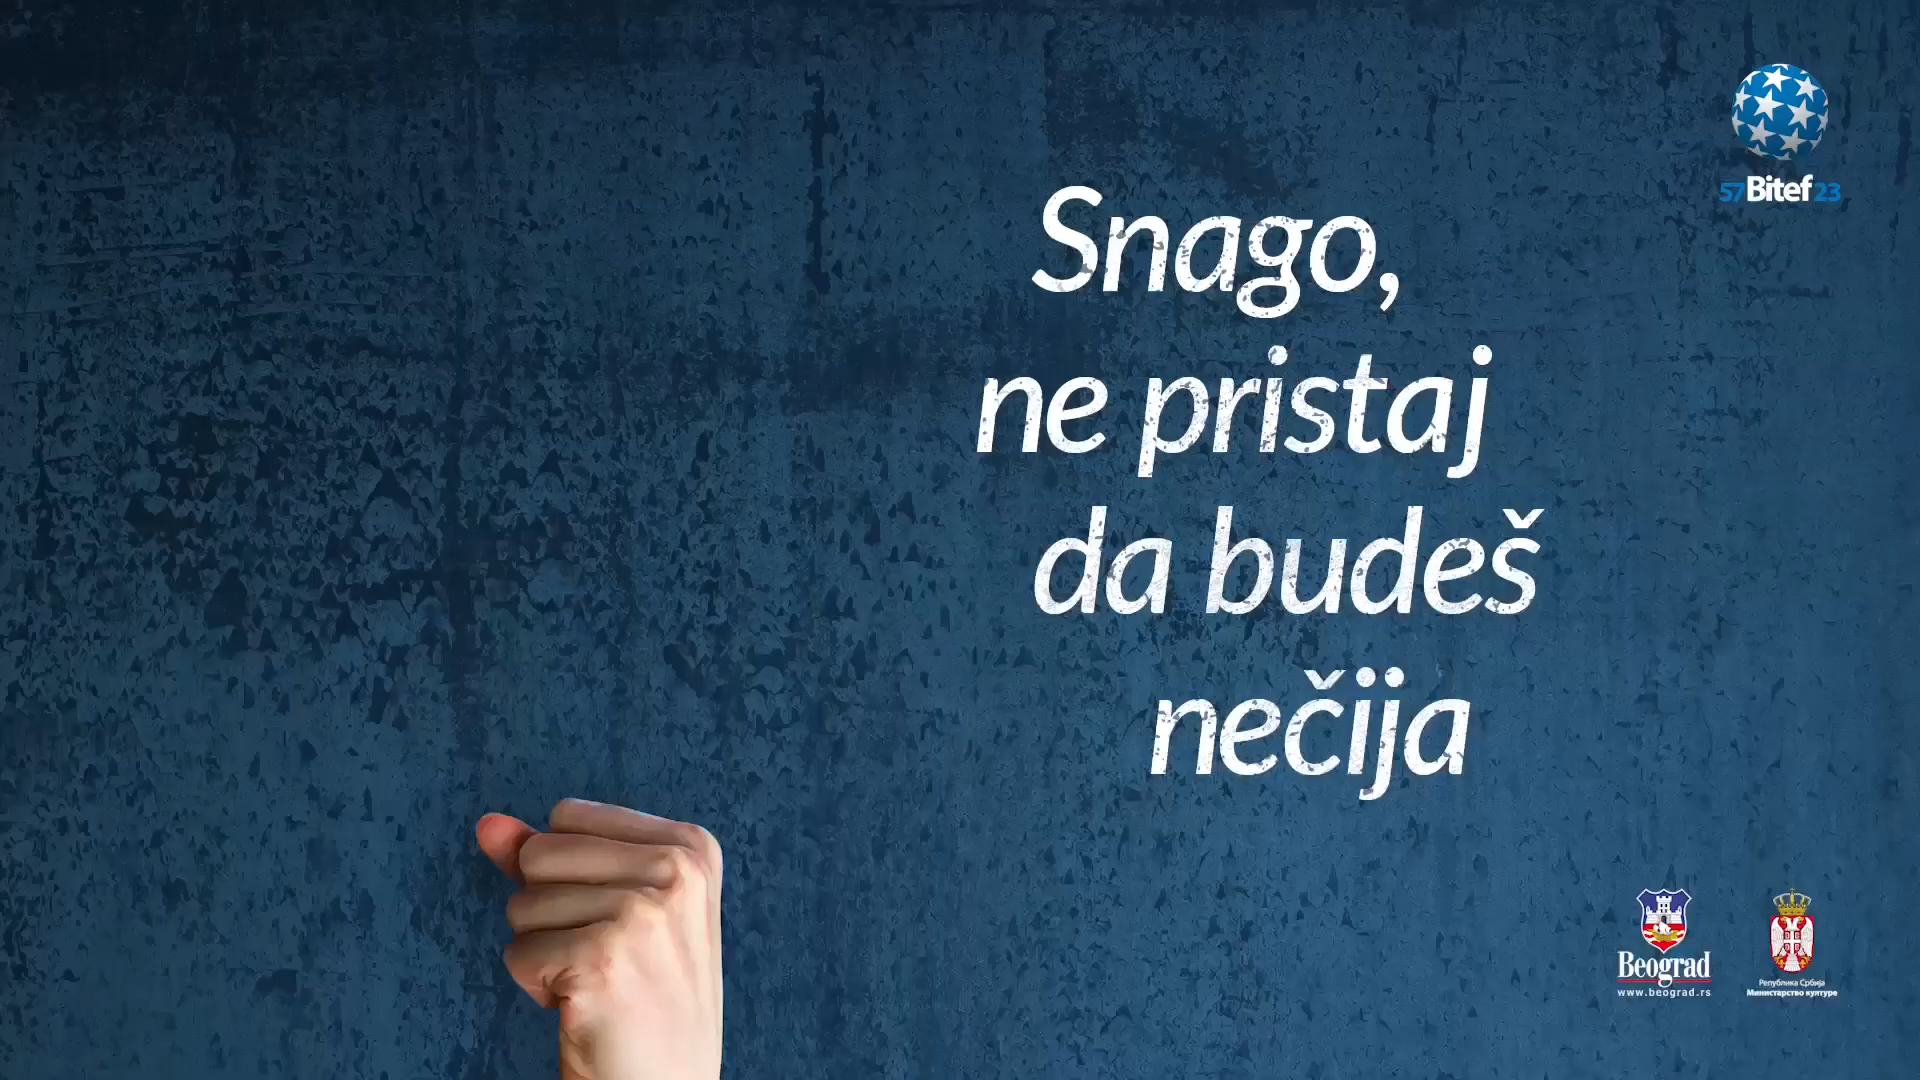 57Bitef23
Snago,
ne pristaj
da budeš
nečija
Beograd
www.beograd.rs
Република Србија
Министарство културе